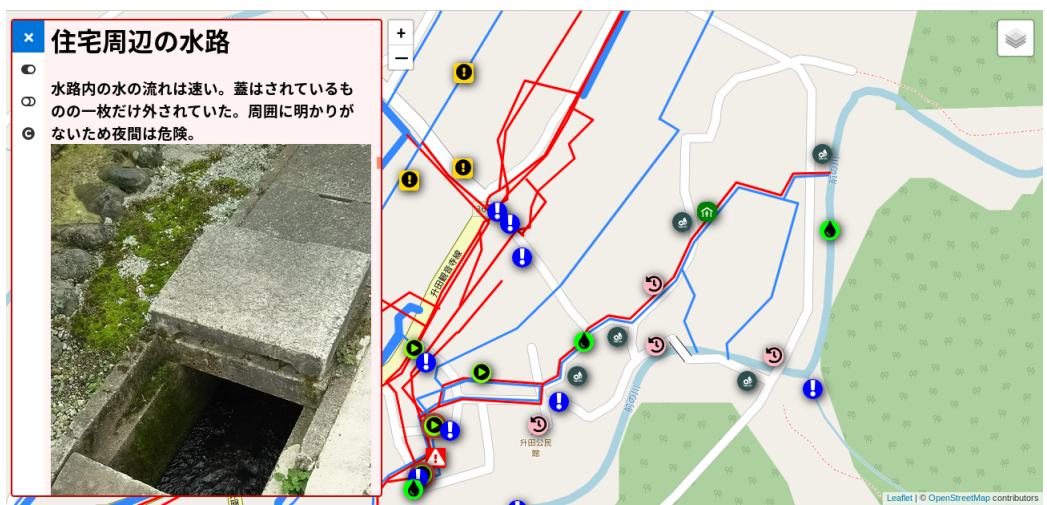 住宅周辺の水路
水路内の水の流れは速い。蓋はされているも
のの一枚だけ外されていた。周囲に明かりが
ないため夜間は危険。
+
−
升田観音寺線
前の川
前の川
升田公民
館
Leaflet | © OpenStreetMap contributors